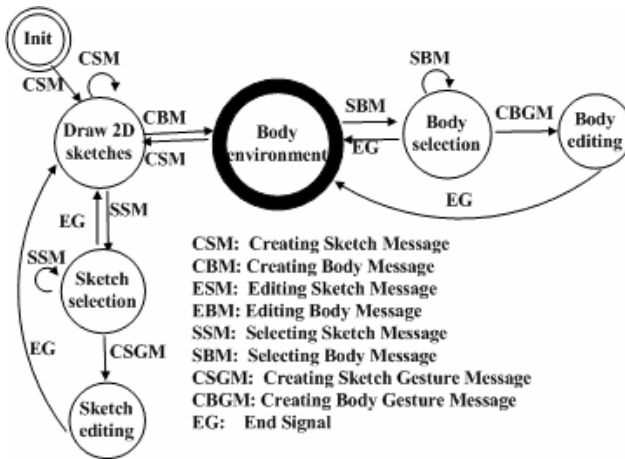 Init
CSM
CSM
Draw 2D
sketches
CBM
CSM
Body
environment
SBM
EG
SBM
Body
selection
CBGM
Body
editing
EG
EG
SSM
SSM
Sketch
selection
EG
CSGM
Sketch
editing
CSM: Creating Sketch Message
CBM: Creating Body Message
ESM: Editing Sketch Message
EBM: Editing Body Message
SSM: Selecting Sketch Message
SBM: Selecting Body Message
CSGM: Creating Sketch Gesture Message
CBGM: Creating Body Gesture Message
EG: End Signal